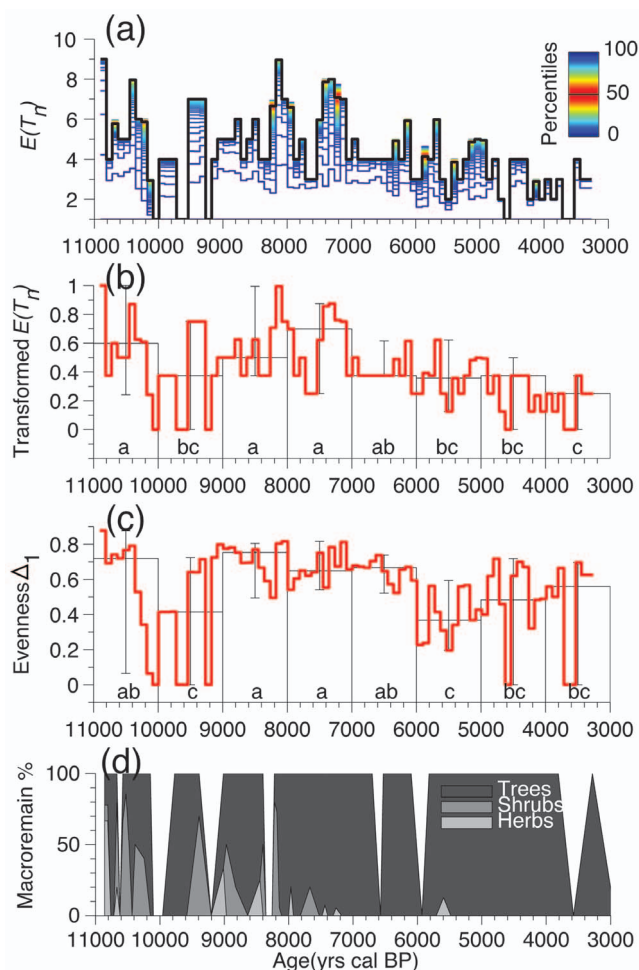 (a)
10
8
6
4
2
E(Tn)
Percentiles
100
50
0
11000 10000 9000 8000 7000 6000 5000 4000 3000
(b)
1
0.8
0.6
0.4
0.2
0
Transformed E(Tn)
a bc a a ab bc bc c
11000 10000 9000 8000 7000 6000 5000 4000 3000
(c)
0.8
0.6
0.4
0.2
0
Evenness Δ1
ab c a a ab c bc bc
11000 10000 9000 8000 7000 6000 5000 4000 3000
(d)
100
50
0
Macroremain %
Trees
Shrubs
Herbs
11000 10000 9000 8000 7000 6000 5000 4000 3000
Age(yrs cal BP)